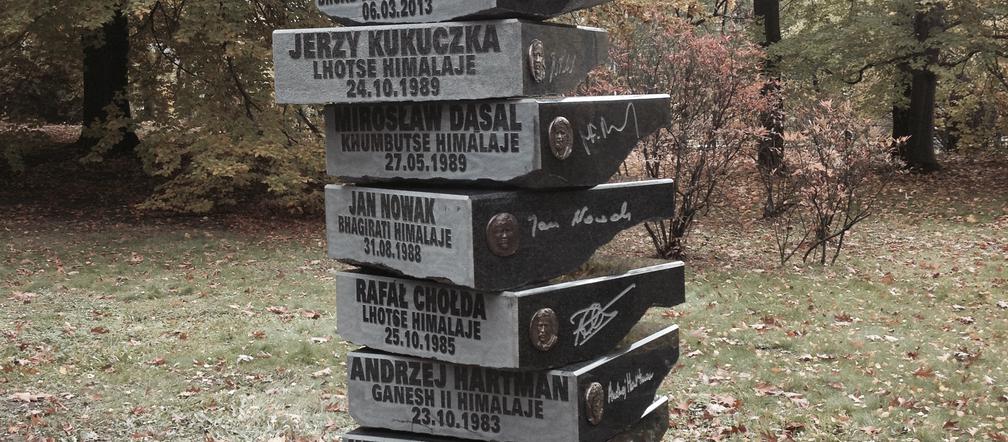 06.03.2013
JERZY KUKUCZKA
LHOTSE HIMALAJE
24.10.1989
MIROSŁAW DĄSAL
KHUMBUTSE HIMALAJE
27.05.1989
JAN NOWAK
BHAGIRATI HIMALAJE
31.08.1988
Jan Nowak
RAFAŁ CHOŁDA
LHOTSE HIMALAJE
25.10.1985
ANDRZEJ HARTMAN
GANESH II HIMALAJE
23.10.1983
Andrzej Hartman